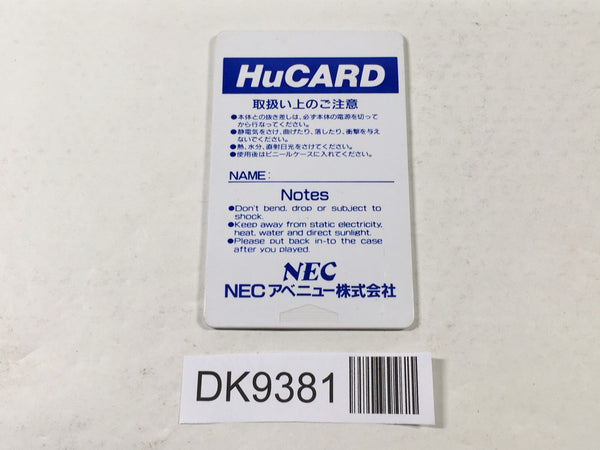 HuCARD
取扱い上のご注意
●本体との抜き差しは、必ず本体の電源を切って
から行なってください。
●静電気をさけ、曲げたり、落したり、衝撃を与え
ないでください。
●熱、水分、直射日光をさけてください。
●使用後はビニールケースに入れてください。
NAME:
Notes
●Don't bend, drop or subject to
shock.
●Keep away from static electricity,
heat, water and direct sunlight.
●Please put back in-to the case
after you played.
NEC
NECアベニュー株式会社
DK9381